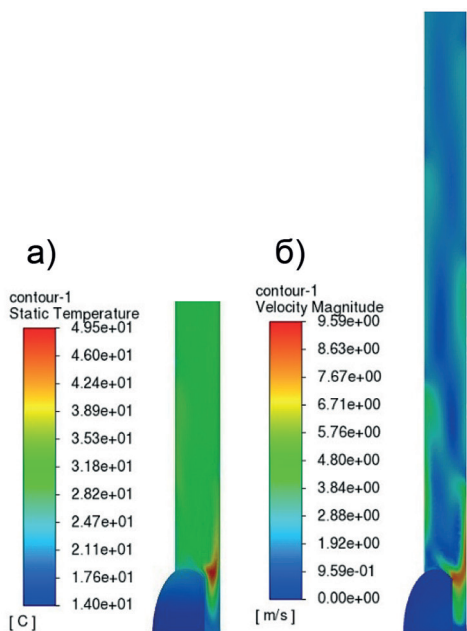 а)
contour-1
Static Temperature
4.95e+01
4.60e+01
4.24e+01
3.89e+01
3.53e+01
3.18e+01
2.82e+01
2.47e+01
2.11e+01
1.76e+01
1.40e+01
[ C ]
б)
contour-1
Velocity Magnitude
9.59e+00
8.63e+00
7.67e+00
6.71e+00
5.76e+00
4.80e+00
3.84e+00
2.88e+00
1.92e+00
9.59e-01
0.00e+00
[ m/s ]